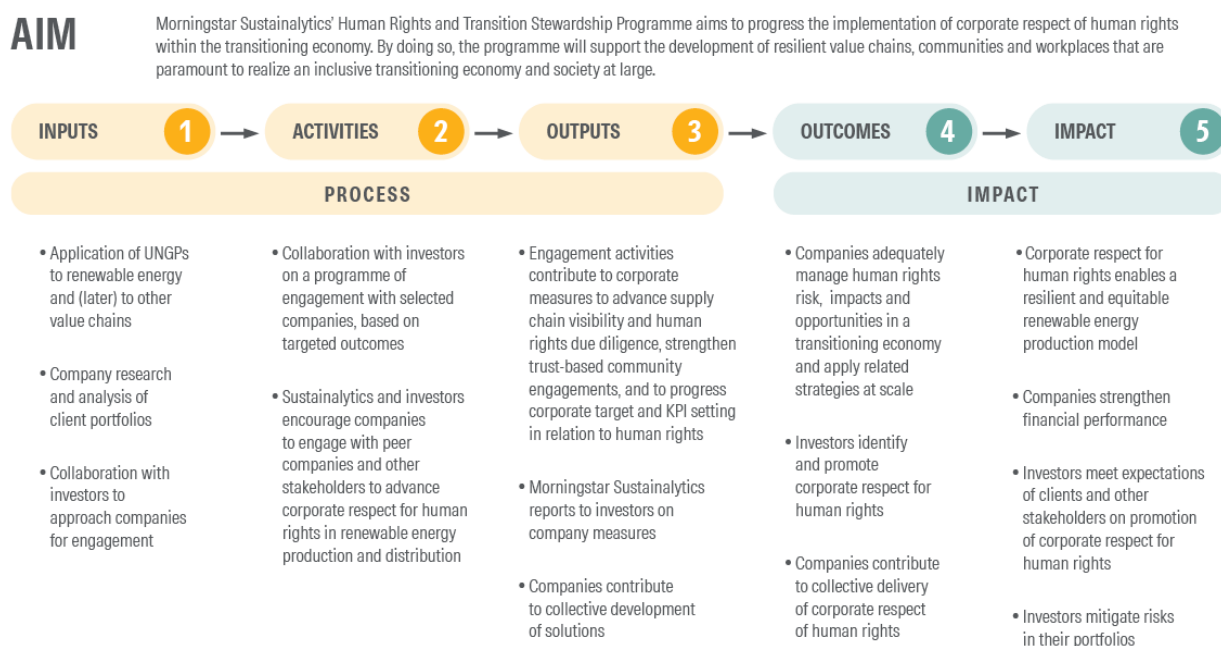 AIM
Morningstar Sustainalytics' Human Rights and Transition Stewardship Programme aims to progress the implementation of corporate respect of human rights
within the transitioning economy. By doing so, the programme will support the development of resilient value chains, communities and workplaces that are
paramount to realize an inclusive transitioning economy and society at large.
INPUTS 1
ACTIVITIES 2
OUTPUTS 3
OUTCOMES 4
IMPACT 5
PROCESS
IMPACT
• Application of UNGPs
to renewable energy
and (later) to other
value chains
• Company research
and analysis of
client portfolios
• Collaboration with
investors to
approach companies
for engagement
• Collaboration with investors
on a programme of
engagement with selected
companies, based on
targeted outcomes
• Sustainalytics and investors
encourage companies
to engage with peer
companies and other
stakeholders to advance
corporate respect for human
rights in renewable energy
production and distribution
• Engagement activities
contribute to corporate
measures to advance supply
chain visibility and human
rights due diligence, strengthen
trust-based community
engagements, and to progress
corporate target and KPI setting
in relation to human rights
• Morningstar Sustainalytics
reports to investors on
company measures
• Companies contribute
to collective development
of solutions
• Companies adequately
manage human rights
risk, impacts and
opportunities in a
transitioning economy
and apply related
strategies at scale
• Investors identify
and promote
corporate respect for
human rights
• Companies contribute
to collective delivery
of corporate respect
of human rights
• Corporate respect for
human rights enables a
resilient and equitable
renewable energy
production model
• Companies strengthen
financial performance
• Investors meet expectations
of clients and other
stakeholders on promotion
of corporate respect for
human rights
• Investors mitigate risks
in their portfolios